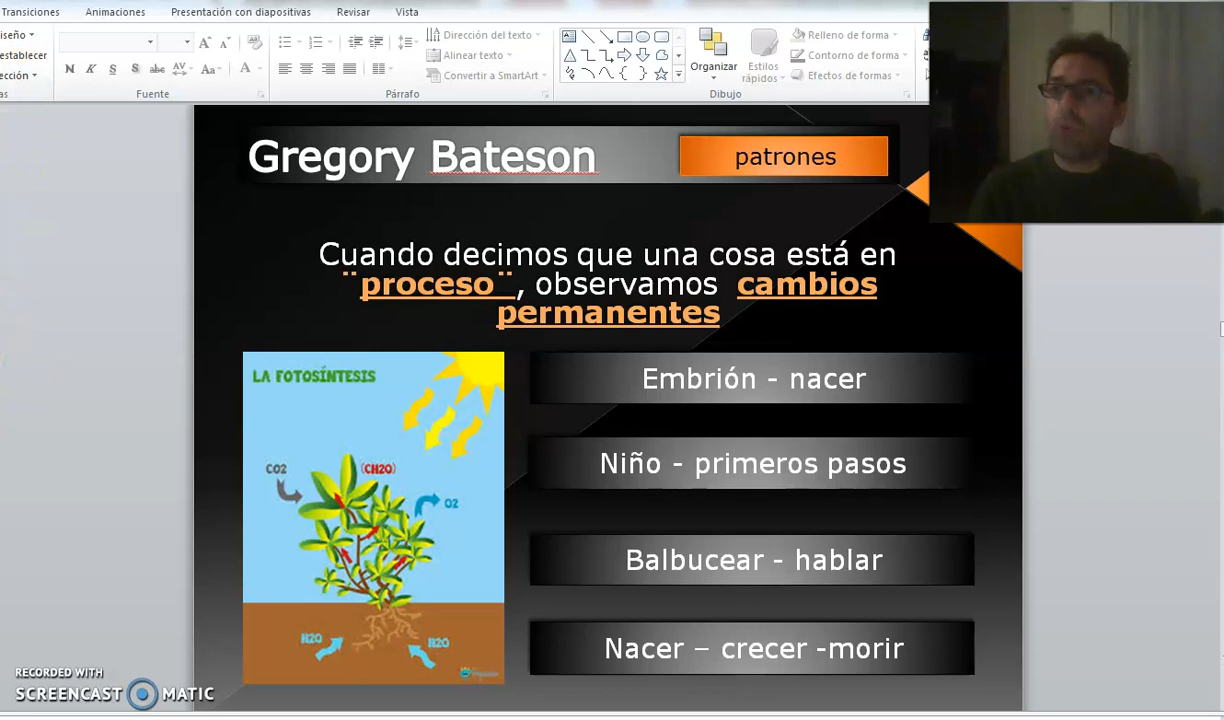 Transiciones Animaciones Presentación con diapositivas Revisar Vista
Dirección del texto
Relleno de forma
Alinear texto
Contorno de forma
Convertir a SmartArt
Organizar
Estilos
rápidos
Efectos de formas
Fuente Párrafo Dibujo
Gregory Bateson
patrones
Cuando decimos que una cosa está en
¨proceso¨, observamos cambios
permanentes
LA FOTOSÍNTESIS
CO2
(CH2O)
O2
H2O
H2O
Embrión - nacer
Niño - primeros pasos
Balbucear - hablar
Nacer – crecer -morir
RECORDED WITH
SCREENCAST MATIC